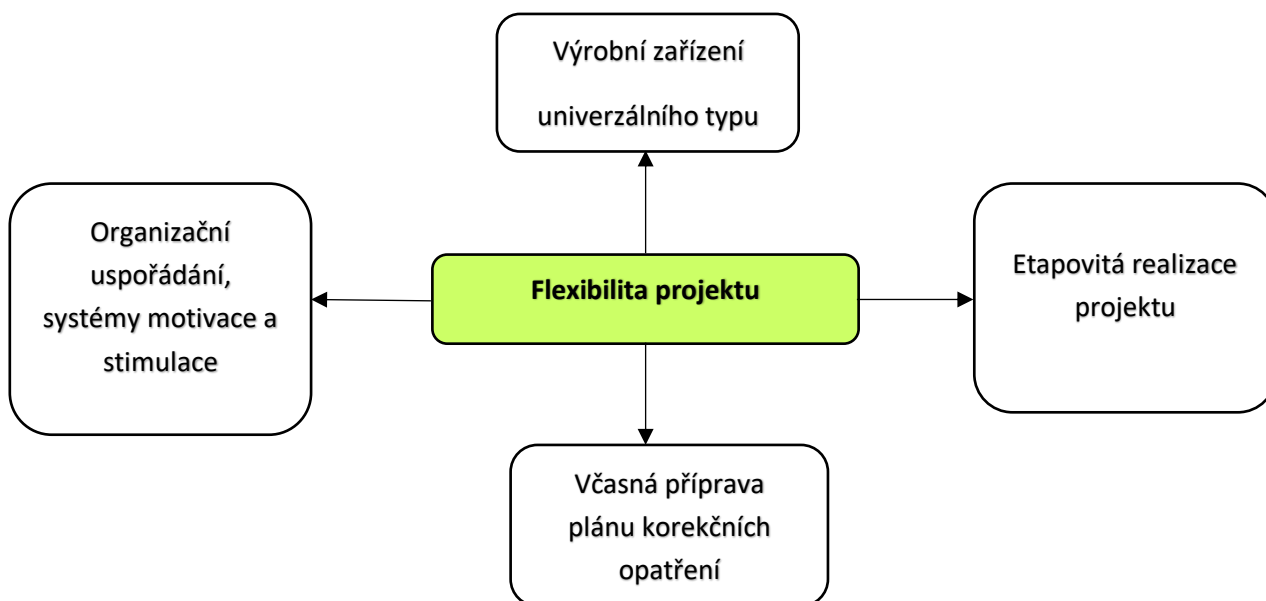 Výrobní zařízení
univerzálního typu
Organizační
uspořádání,
systémy motivace a
stimulace
Flexibilita projektu
Etapovitá realizace
projektu
Včasná příprava
plánu korekčních
opatření